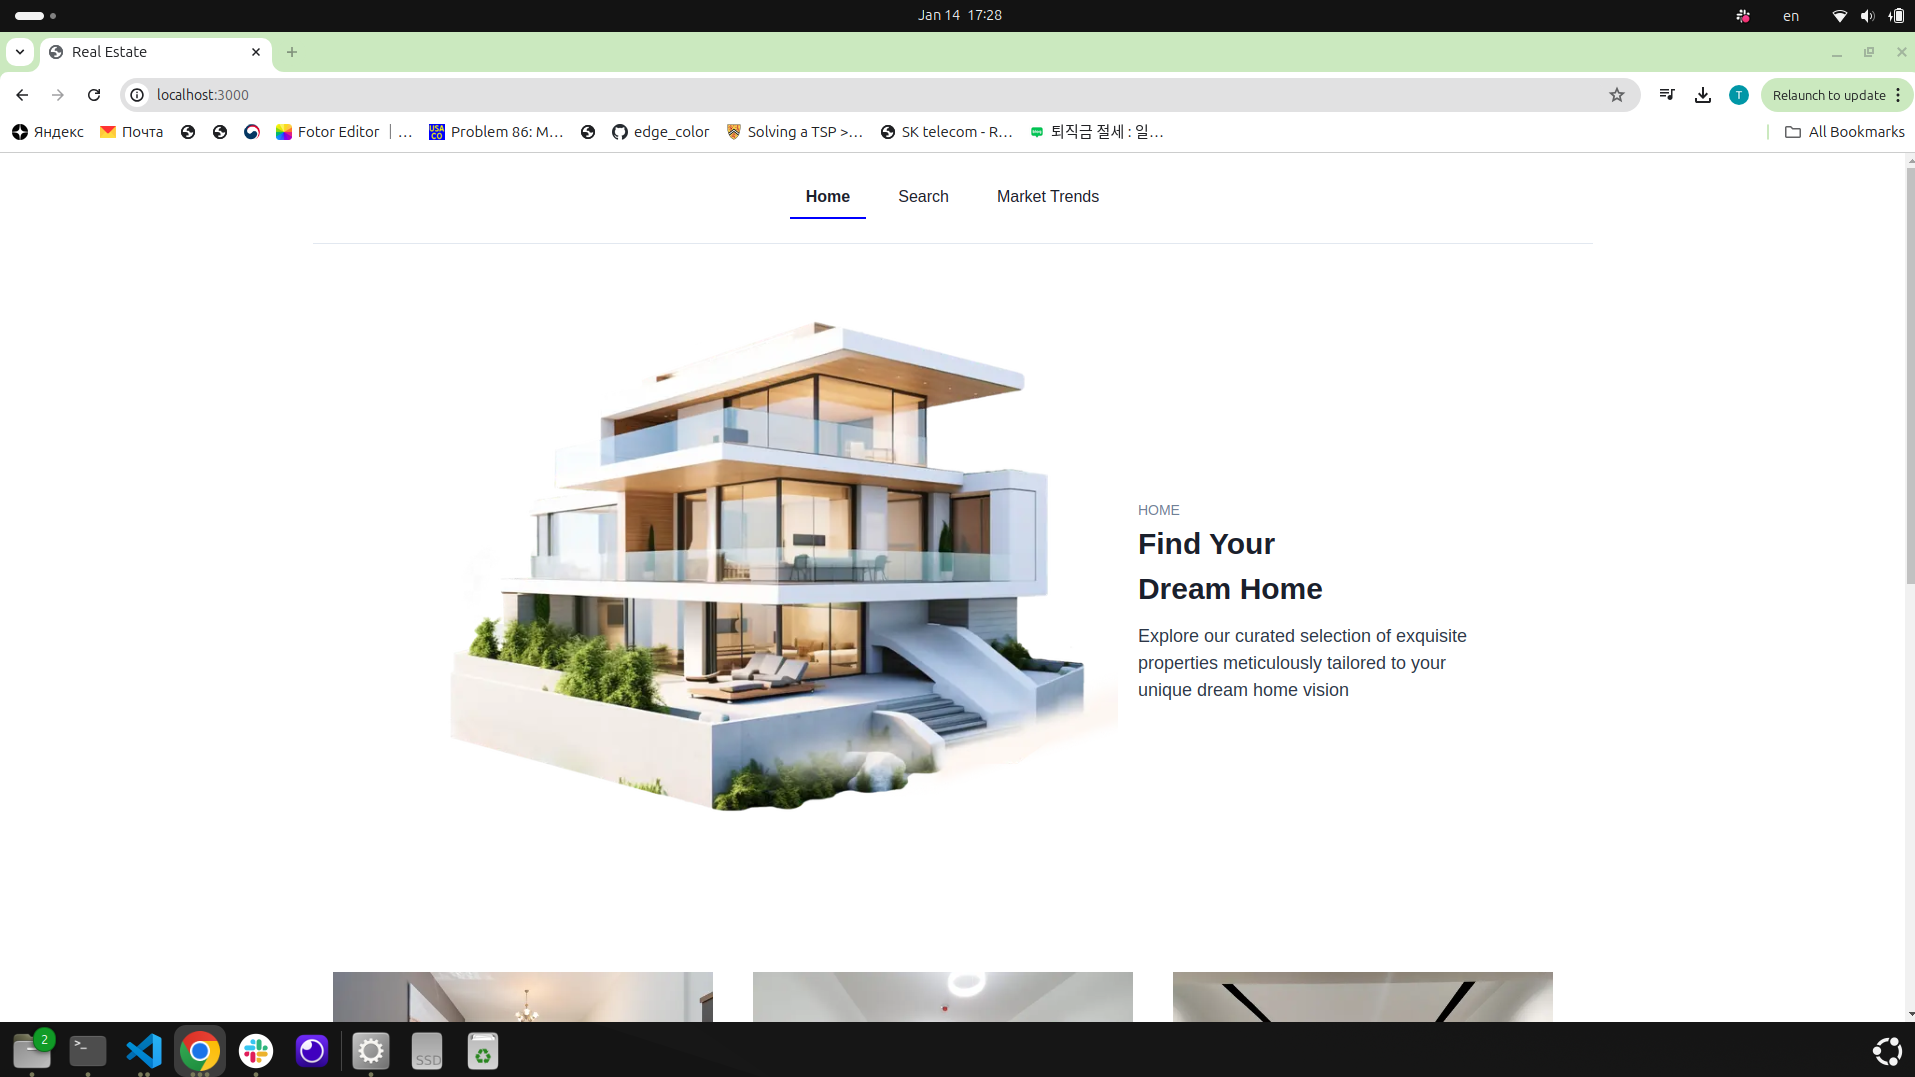 Jan 14 17:28
en
Real Estate
localhost:3000
T
Relaunch to update
Яндекс
Почта
Fotor Editor | ...
USA CO
Problem 86: M...
edge_color
Solving a TSP >...
SK telecom - R...
퇴직금 절세 : 일...
All Bookmarks
Home
Search
Market Trends
HOME
Find Your
Dream Home
Explore our curated selection of exquisite
properties meticulously tailored to your
unique dream home vision
2
>_
SSD